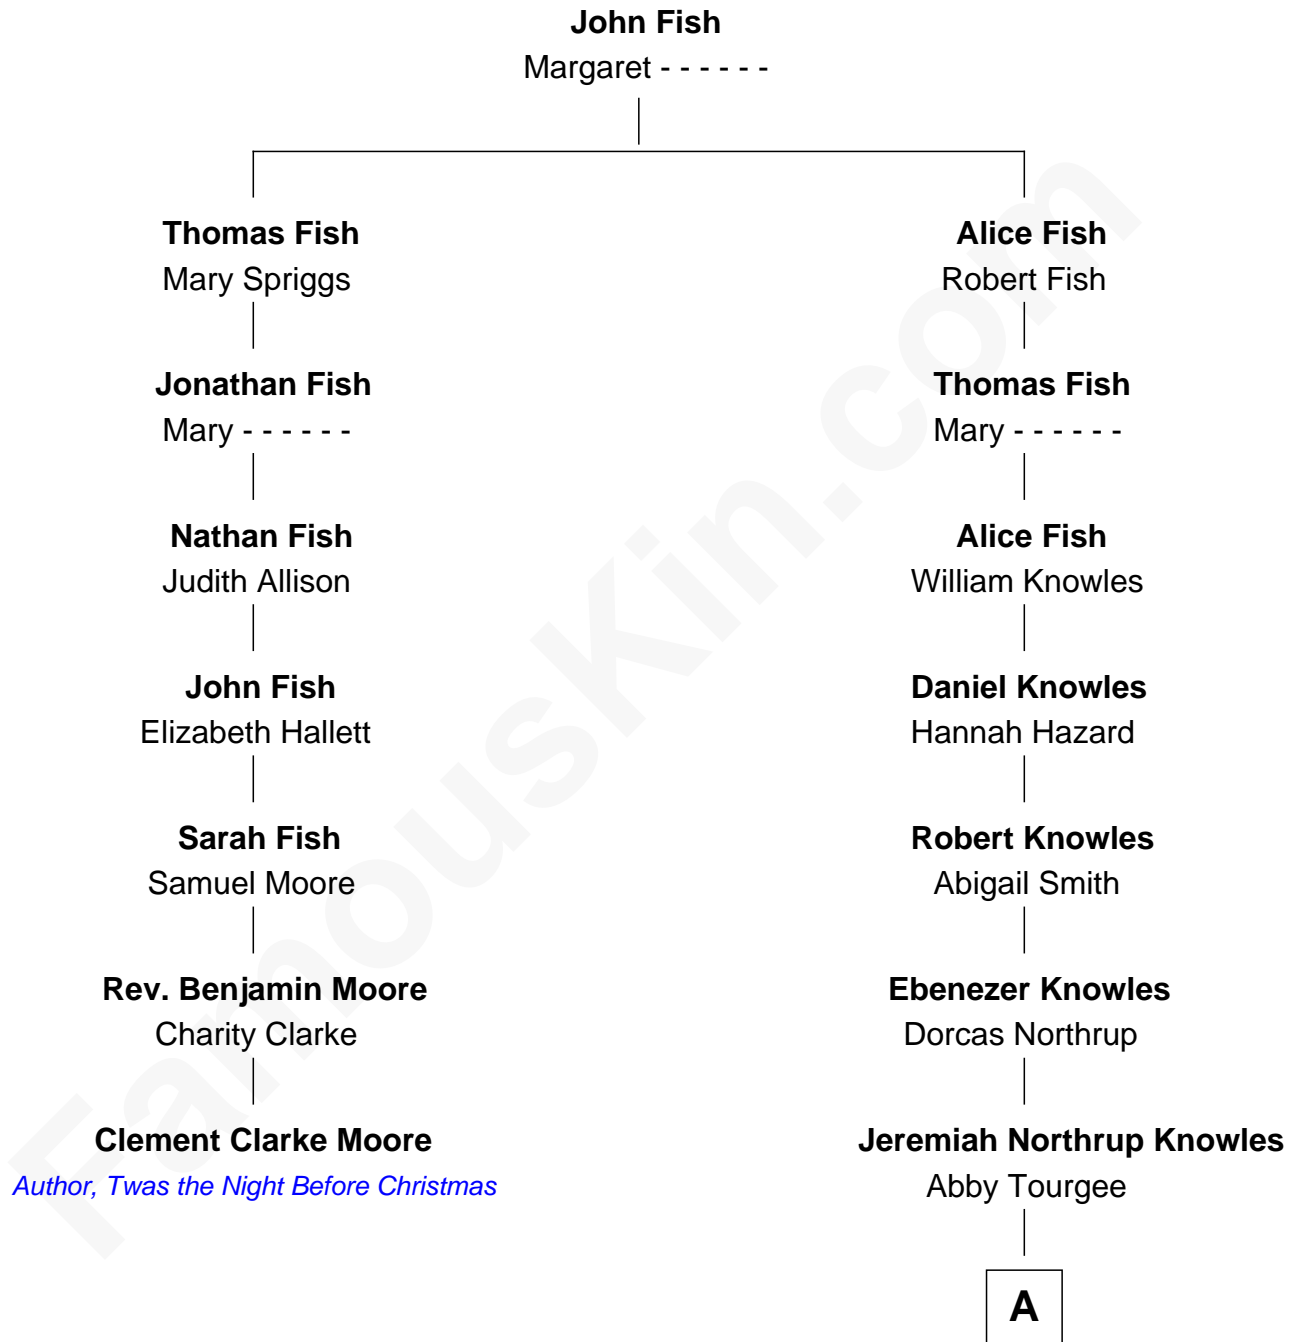 John Fish
Margaret - - - - - -
Thomas Fish
Mary Spriggs
Jonathan Fish
Mary - - - - - -
Nathan Fish
Judith Allison
John Fish
Elizabeth Hallett
Sarah Fish
Samuel Moore
Rev. Benjamin Moore
Charity Clarke
Clement Clarke Moore
Author, Twas the Night Before Christmas
Alice Fish
Robert Fish
Thomas Fish
Mary - - - - - -
Alice Fish
William Knowles
Daniel Knowles
Hannah Hazard
Robert Knowles
Abigail Smith
Ebenezer Knowles
Dorcas Northrup
Jeremiah Northrup Knowles
Abby Tourgee
A
FamousKin.com